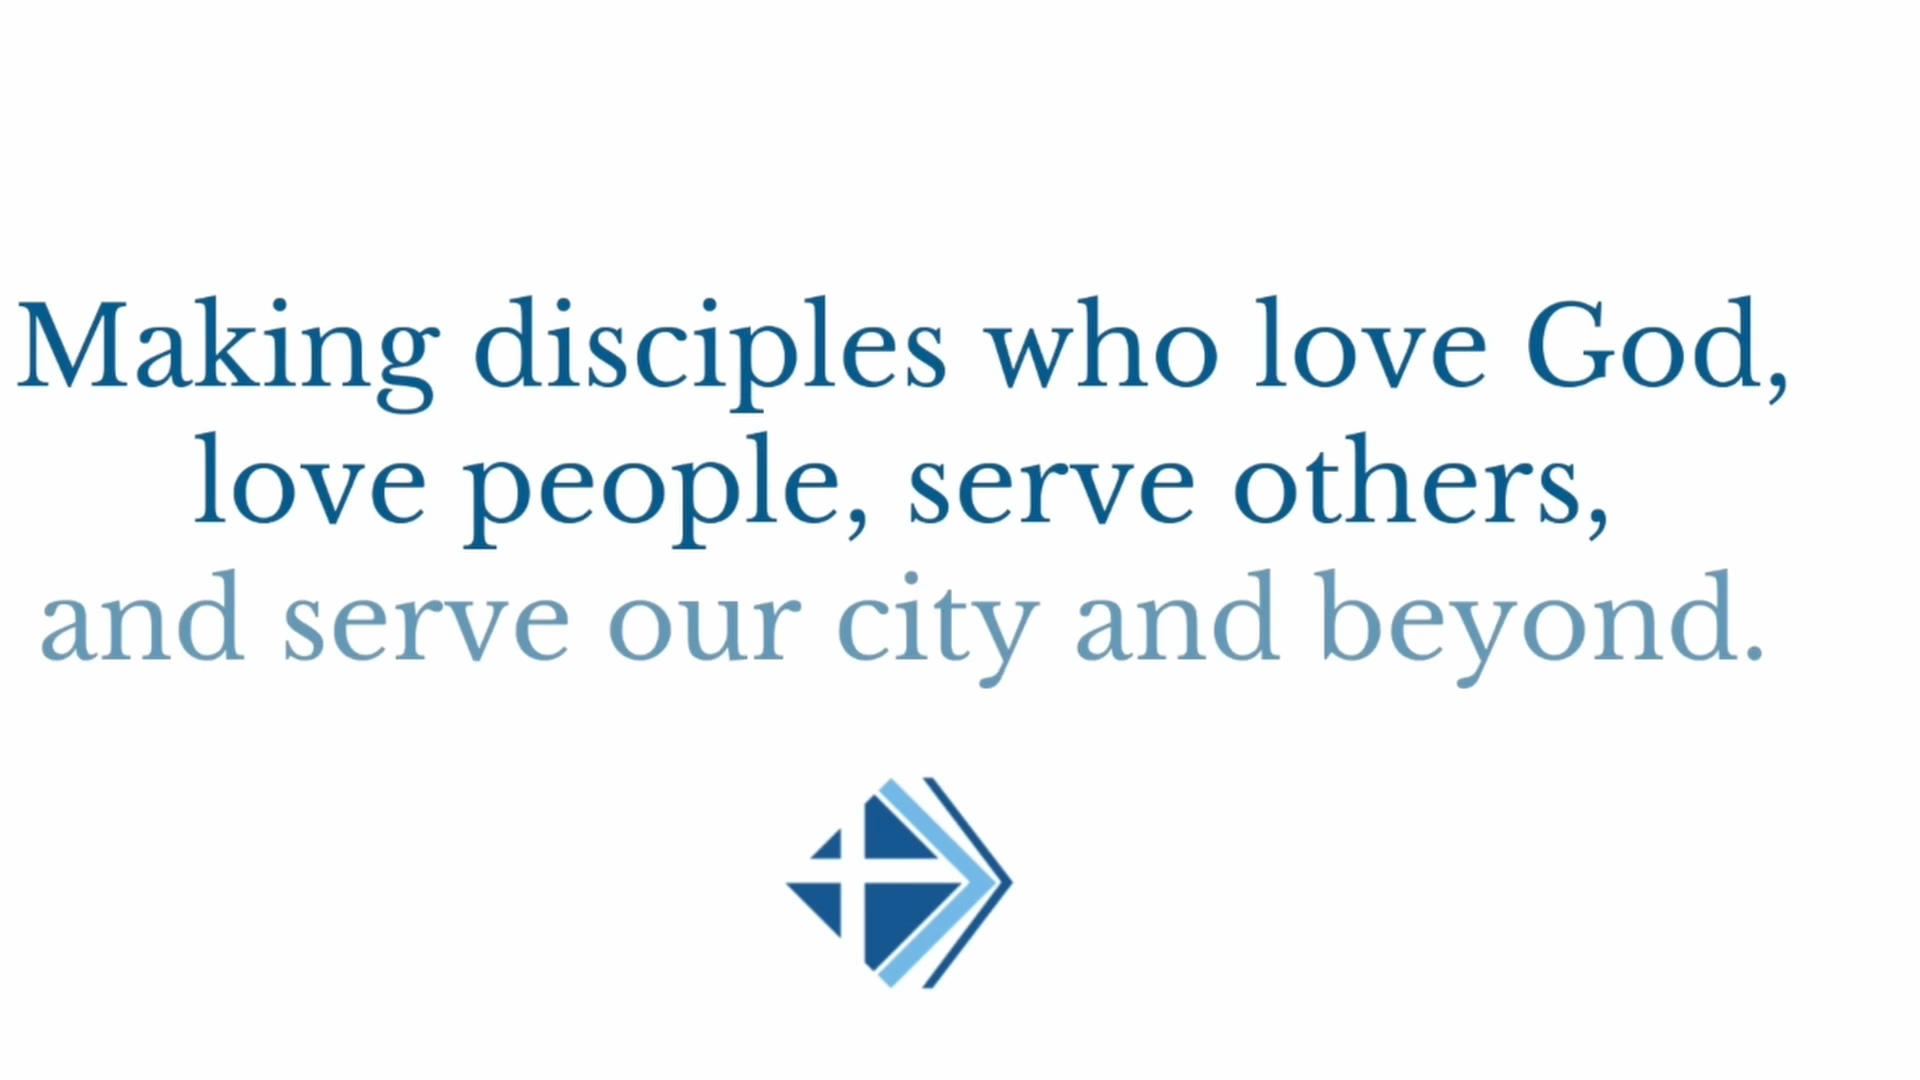 Making disciples who love God,
love people, serve others,
and serve our city and beyond.